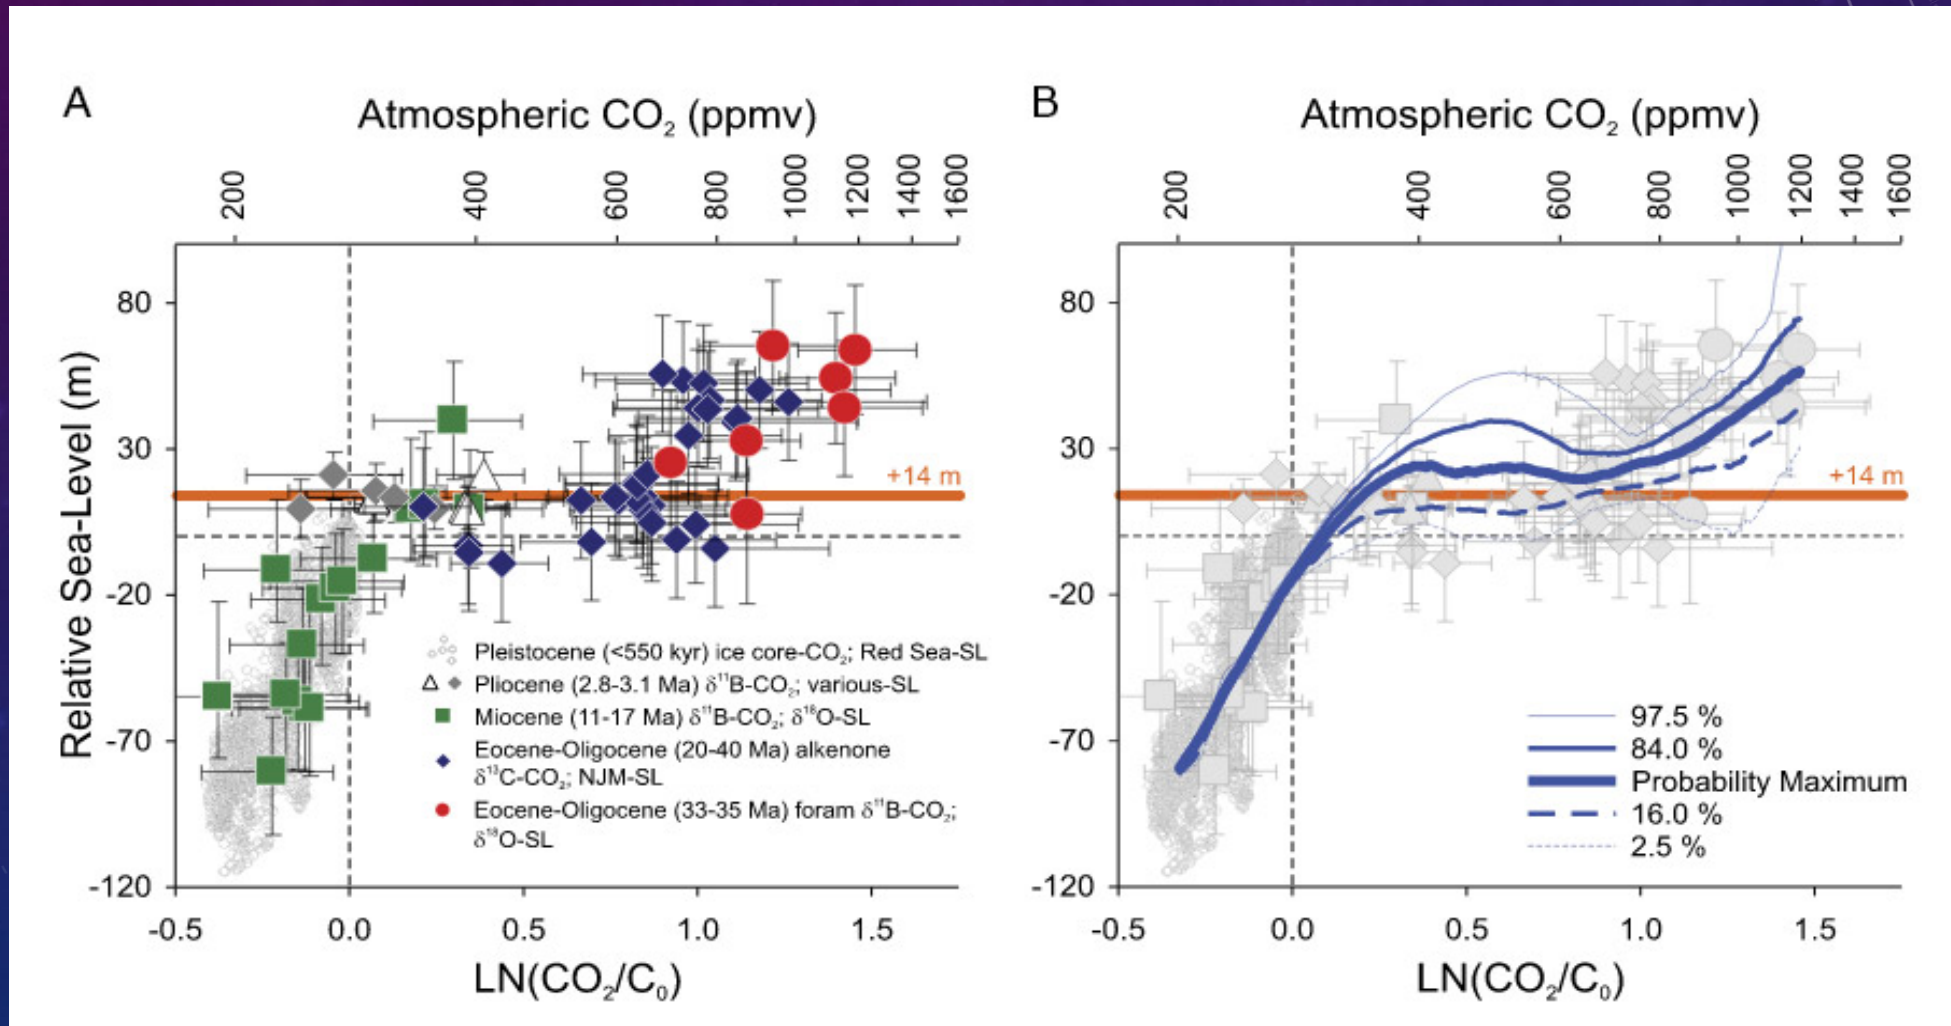 A
Atmospheric CO₂ (ppmv)
200 400 600 800 1000 1200 1400 1600
Relative Sea-Level (m)
80
30
-20
-70
-120
+14 m
Pleistocene (<550 kyr) ice core-CO₂; Red Sea-SL
Pliocene (2.8-3.1 Ma) δ¹¹B-CO₂; various-SL
Miocene (11-17 Ma) δ¹¹B-CO₂; δ¹⁸O-SL
Eocene-Oligocene (20-40 Ma) alkenone
δ¹³C-CO₂; NJM-SL
Eocene-Oligocene (33-35 Ma) foram δ¹¹B-CO₂;
δ¹⁸O-SL
-0.5 0.0 0.5 1.0 1.5
LN(CO₂/C₀)
B
Atmospheric CO₂ (ppmv)
200 400 600 800 1000 1200 1400 1600
80
30
-20
-70
-120
+14 m
97.5 %
84.0 %
Probability Maximum
16.0 %
2.5 %
-0.5 0.0 0.5 1.0 1.5
LN(CO₂/C₀)